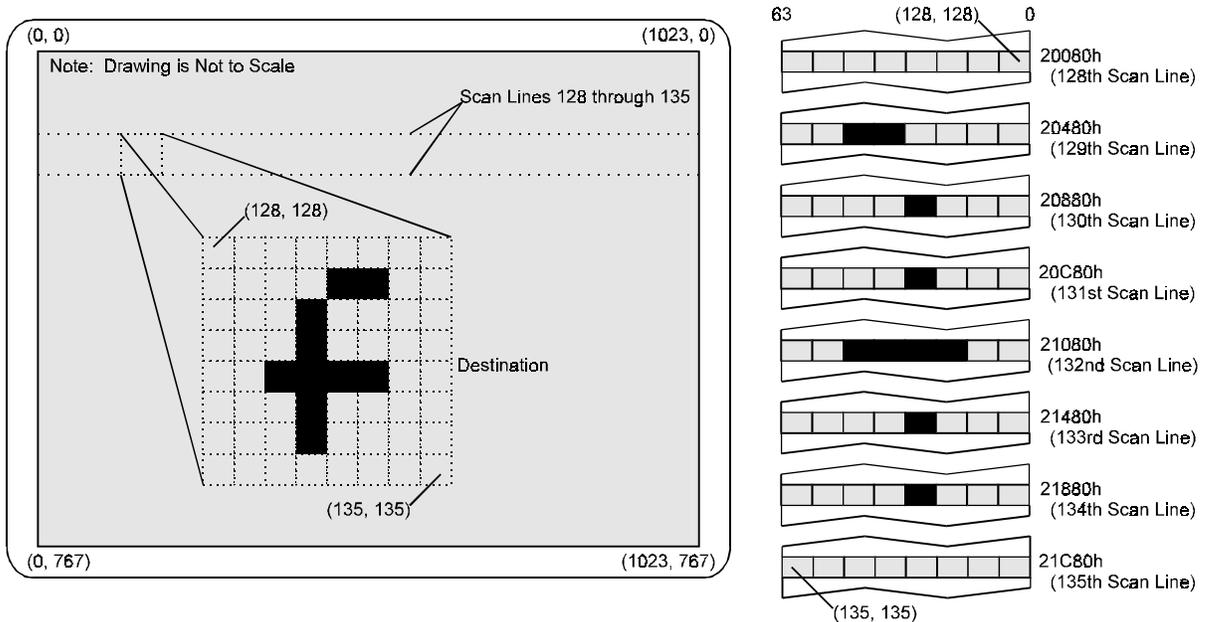 (0, 0)
(1023, 0)
Note: Drawing is Not to Scale
Scan Lines 128 through 135
(128, 128)
Destination
(135, 135)
(0, 767)
(1023, 767)
63
(128, 128)
0
20080h
(128th Scan Line)
20480h
(129th Scan Line)
20880h
(130th Scan Line)
20C80h
(131st Scan Line)
21080h
(132nd Scan Line)
21480h
(133rd Scan Line)
21880h
(134th Scan Line)
21C80h
(135th Scan Line)
(135, 135)